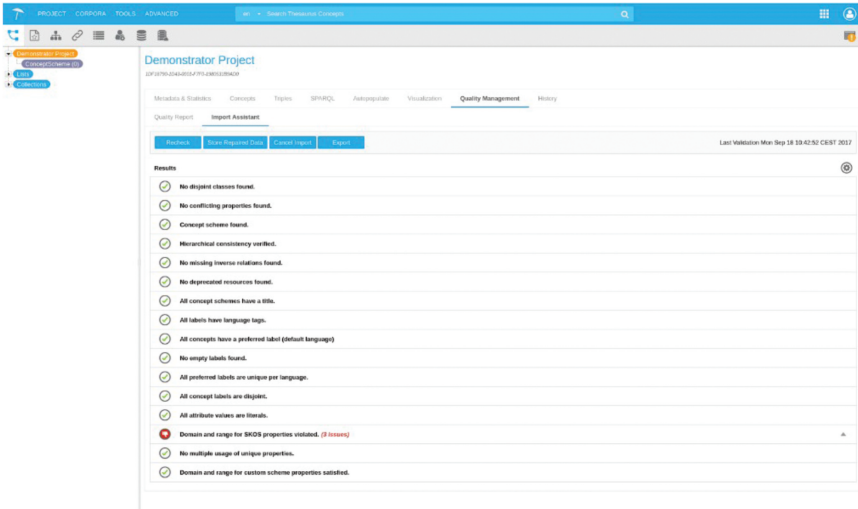 PROJECT CORPORA TOOLS ADVANCED en Search Thesaurus Concepts
Demonstrator Project
ConceptScheme (0)
Lists
Collections
Demonstrator Project
Metadata & Statistics Concepts Triples SPARQL Autopopulate Visualization Quality Management History
Quality Report Import Assistant
Recheck Store Repaired Data Cancel Import Export Last Validation Mon Sep 18 10:42:52 CEST 2017
Results
No disjoint classes found.
No conflicting properties found.
Concept scheme found.
Hierarchical consistency verified.
No missing inverse relations found.
No deprecated resources found.
All concept schemes have a title.
All labels have language tags.
All concepts have a preferred label (default language)
No empty labels found.
All preferred labels are unique per language.
All concept labels are disjoint.
All attribute values are literals.
Domain and range for SKOS properties violated. (3 issues)
No multiple usage of unique properties.
Domain and range for custom scheme properties satisfied.